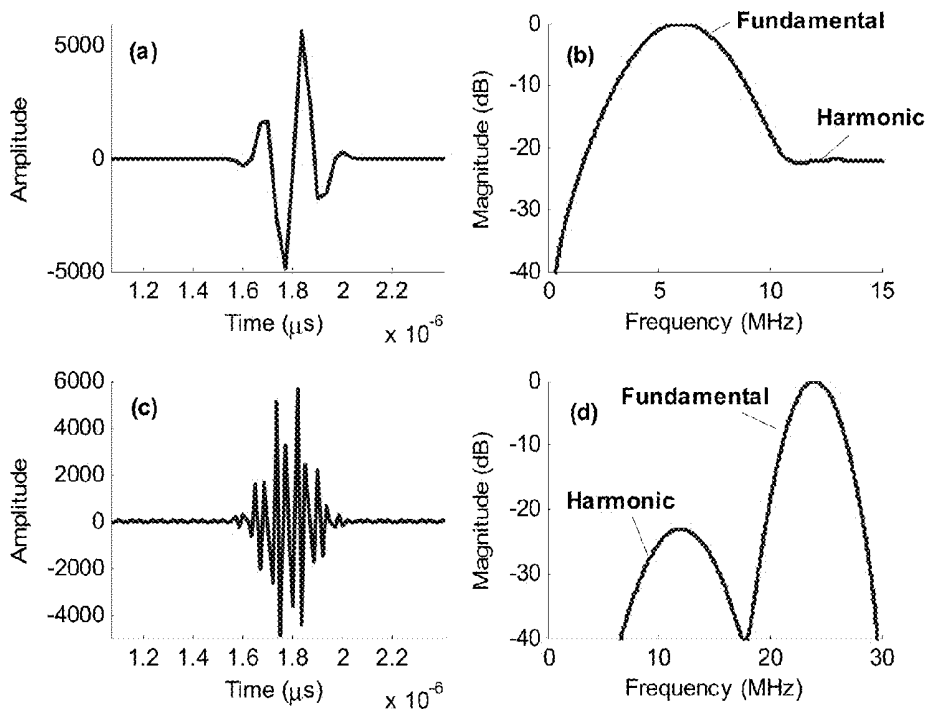 (a)
Amplitude
5000
0
-5000
1.2 1.4 1.6 1.8 2 2.2
Time (μs)
x 10^-6
(b)
Fundamental
Harmonic
Magnitude (dB)
0
-10
-20
-30
-40
0 5 10 15
Frequency (MHz)
(c)
Amplitude
6000
4000
2000
0
-2000
-4000
1.2 1.4 1.6 1.8 2 2.2
Time (μs)
x 10^-6
(d)
Fundamental
Harmonic
Magnitude (dB)
0
-10
-20
-30
-40
0 10 20 30
Frequency (MHz)